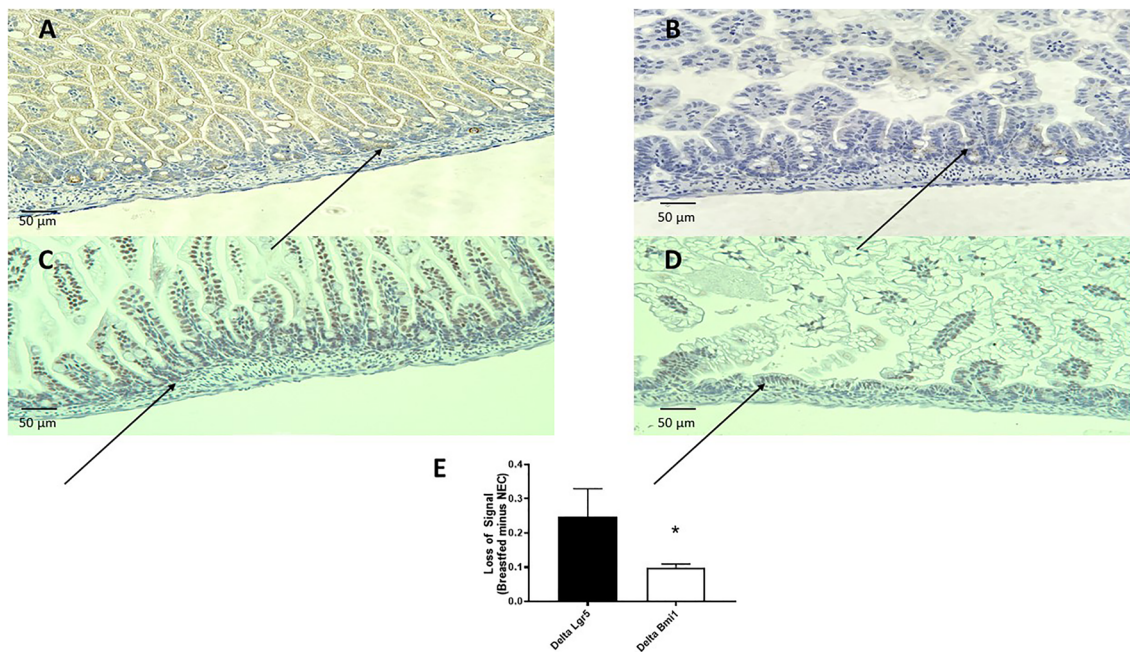 A
B
50 µm
50 µm
C
D
50 µm
50 µm
E
Loss of Signal
(Breastfed minus NEC)
0.4
0.3
0.2
0.1
0.0
*
Delta Lgr5
Delta Bmi1